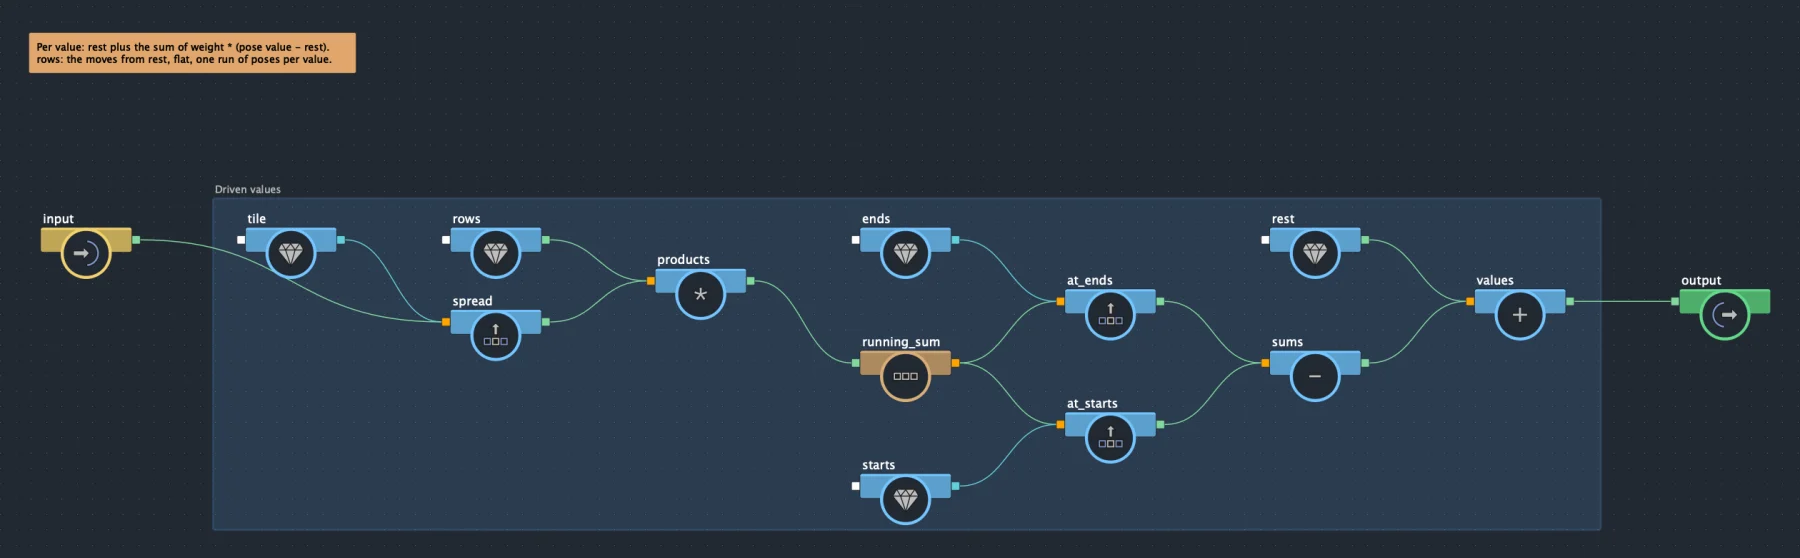 Per value: rest plus the sum of weight * (pose value – rest).
rows: the moves from rest, flat, one run of poses per value.
Driven values
input
tile
rows
spread
products
ends
running_sum
starts
at_ends
at_starts
rest
sums
values
output